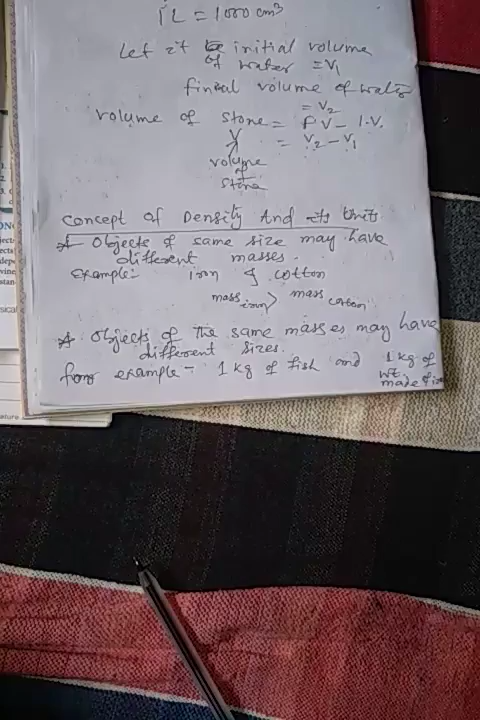 1L = 1000 cm³
Let it be initial volume
of water = V₁
final volume of water
= V₂
volume of stone = F V - I.V.
= V₂ - V₁
volume
of
stone
Concept of Density And Its Units
* Objects of same size may have
different masses.
Example:- iron & cotton
mass iron > mass cotton
* Objects of the same masses may have
different sizes.
for example - 1 kg of fish and 1 kg of
wt.
made